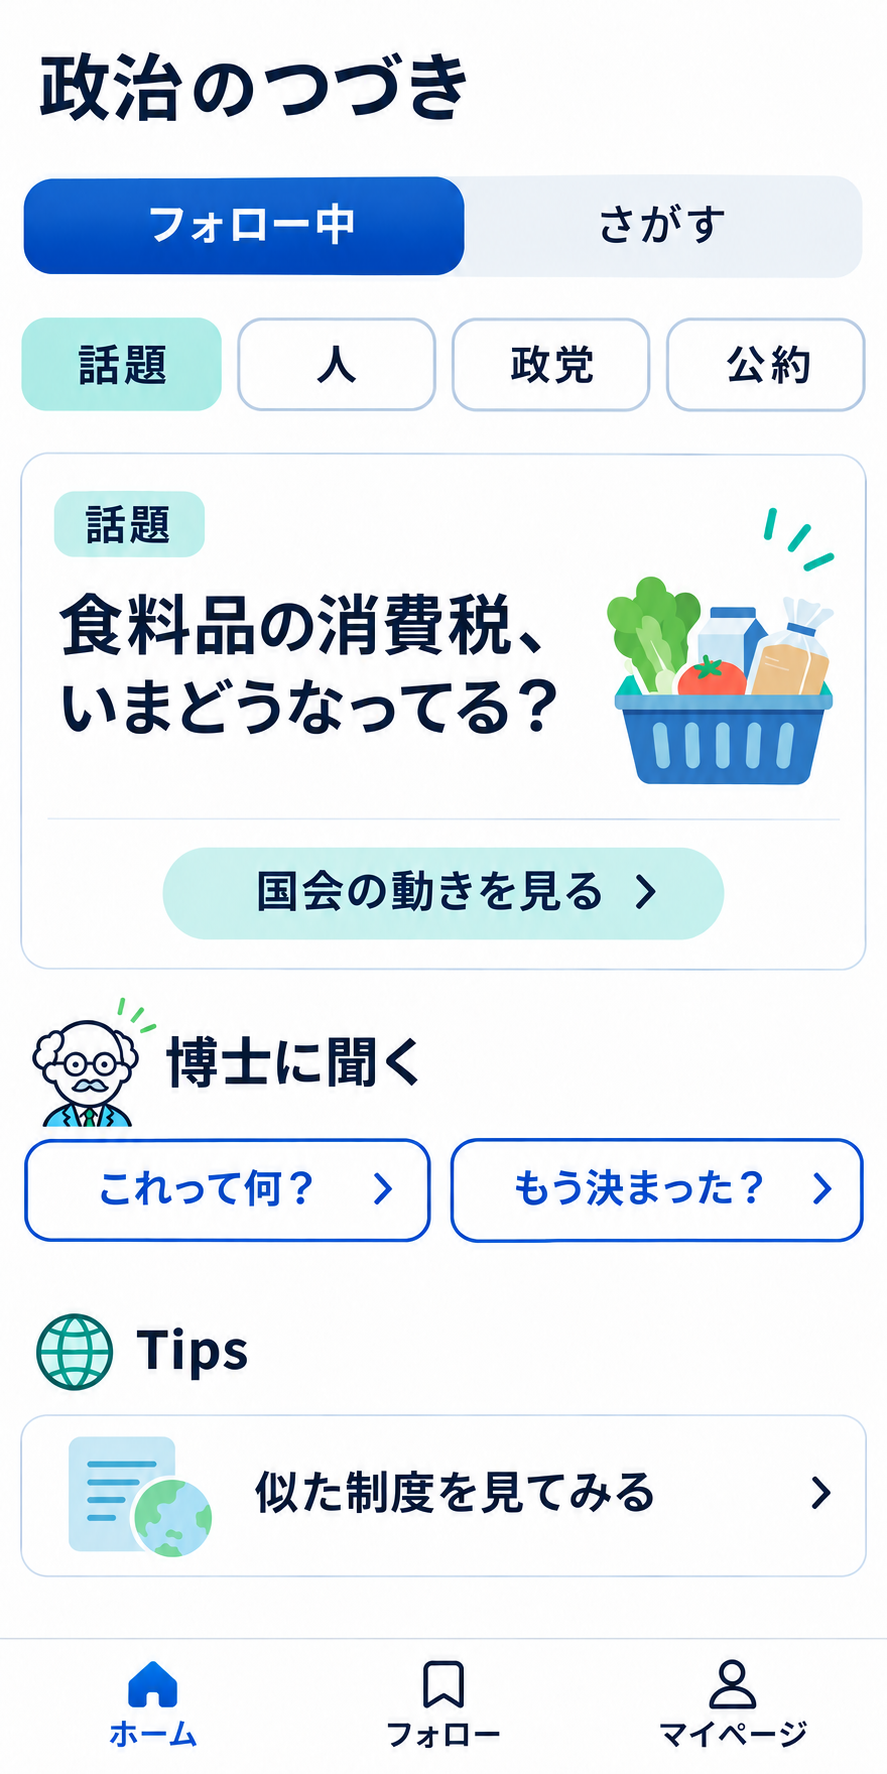 政治のつづき
フォロー中
さがす
話題
人
政党
公約
話題
食料品の消費税、
いまどうなってる？
国会の動きを見る
博士に聞く
これって何？
もう決まった？
Tips
似た制度を見てみる
ホーム
フォロー
マイページ